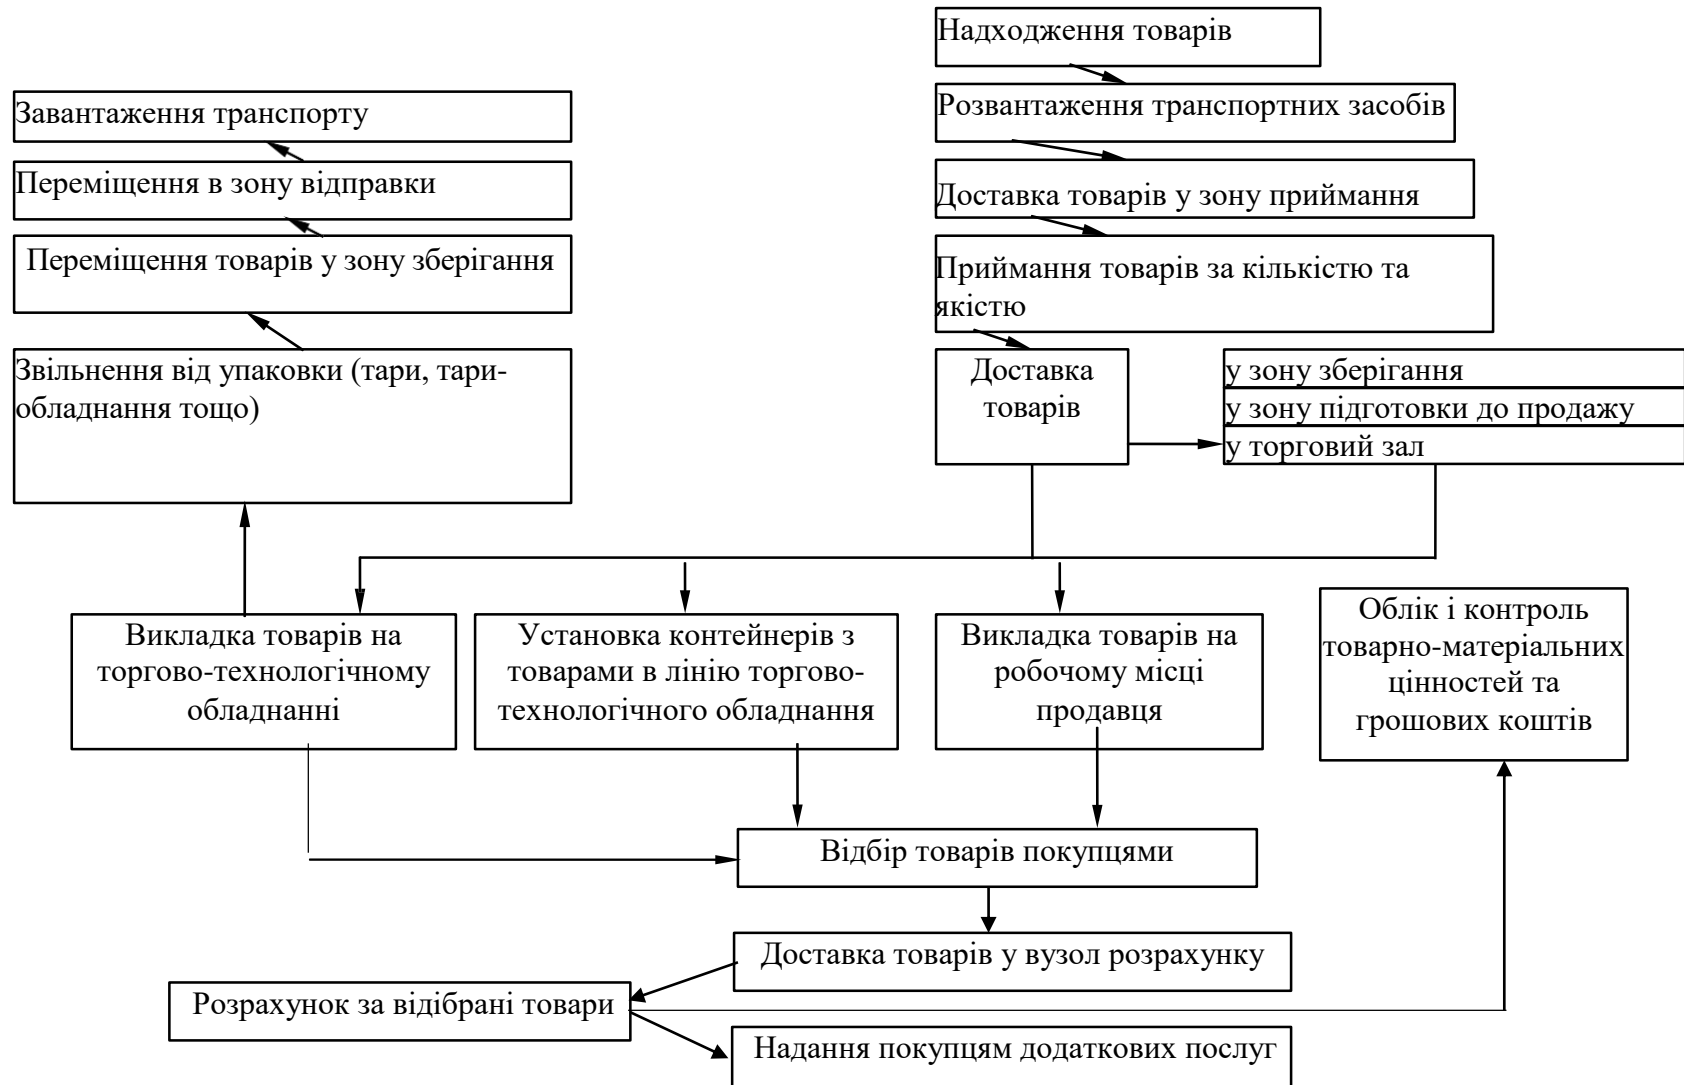 Надходження товарів
Розвантаження транспортних засобів
Доставка товарів у зону приймання
Приймання товарів за кількістю та
якістю
Доставка
товарів
у зону зберігання
у зону підготовки до продажу
у торговий зал
Завантаження транспорту
Переміщення в зону відправки
Переміщення товарів у зону зберігання
Звільнення від упаковки (тари, тари-
обладнання тощо)
Викладка товарів на
торгово-технологічному
обладнанні
Установка контейнерів з
товарами в лінію торгово-
технологічного обладнання
Викладка товарів на
робочому місці
продавця
Облік і контроль
товарно-матеріальних
цінностей та
грошових коштів
Відбір товарів покупцями
Доставка товарів у вузол розрахунку
Розрахунок за відібрані товари
Надання покупцям додаткових послуг